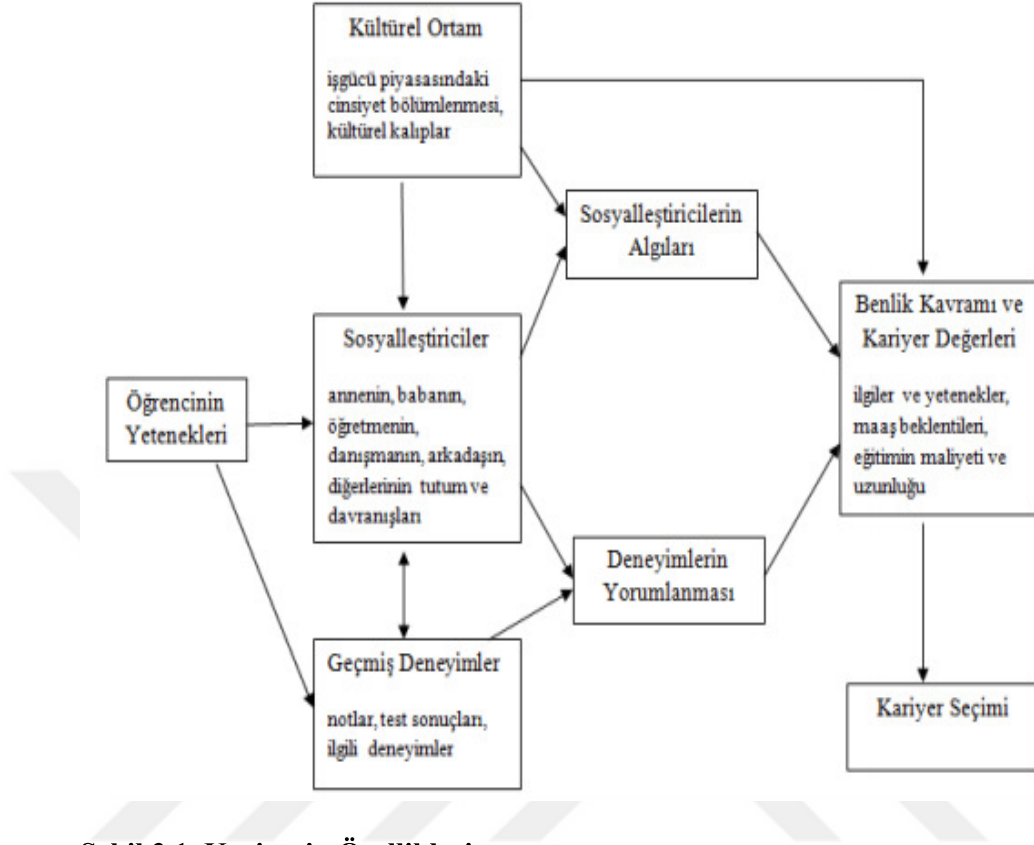 Kültürel Ortam
işgücü piyasasındaki
cinsiyet bölümlenmesi,
kültürel kalıplar
Sosyalleştiricilerin
Algıları
Benlik Kavramı ve
Kariyer Değerleri
ilgiler ve yetenekler,
maaş beklentileri,
eğitimin maliyeti ve
uzunluğu
Sosyalleştiriciler
annenin, babanın,
öğretmenin,
danışmanın, arkadaşın,
diğerlerinin tutum ve
davranışları
Öğrencinin
Yetenekleri
Deneyimlerin
Yorumlanması
Geçmiş Deneyimler
notlar, test sonuçları,
ilgili deneyimler
Kariyer Seçimi